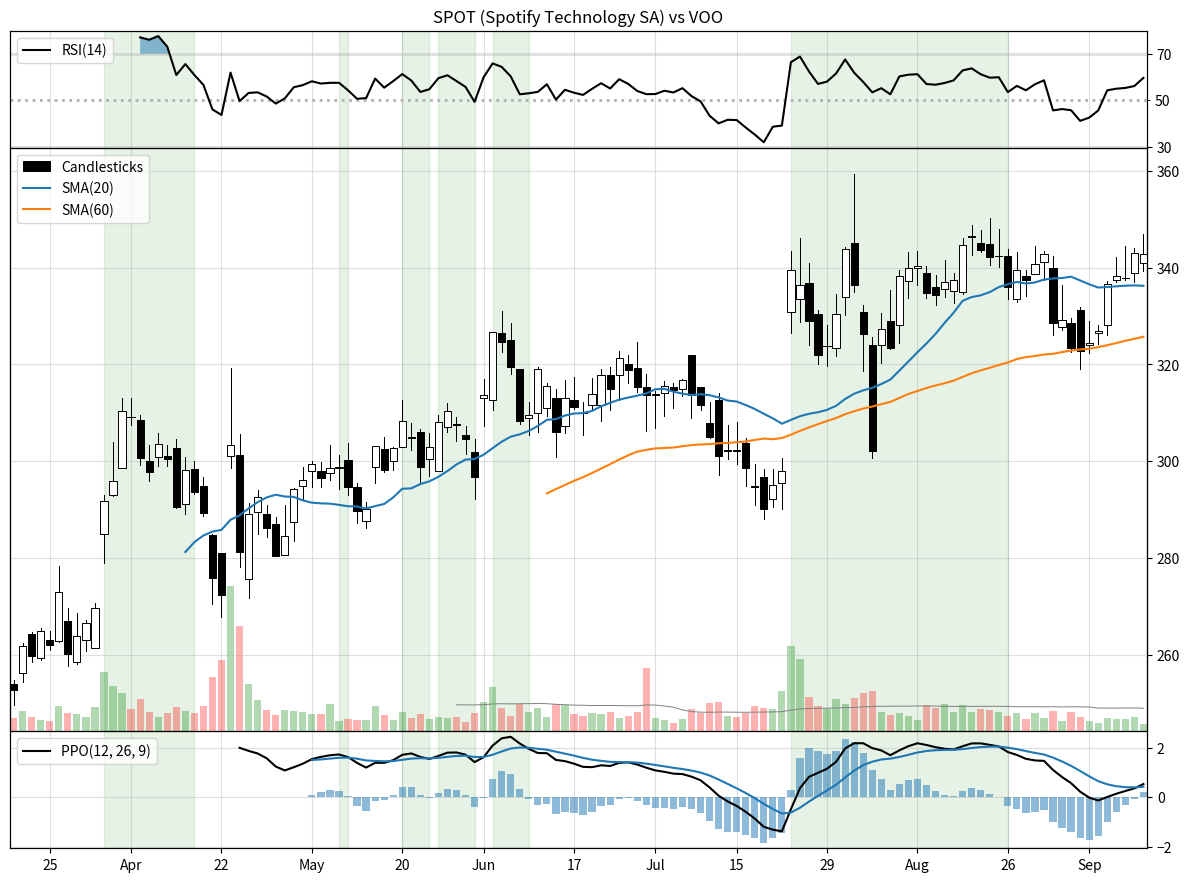 SPOT (Spotify Technology SA) vs VOO
RSI(14)
70
50
30
Candlesticks
SMA(20)
SMA(60)
360
340
320
300
280
260
PPO(12, 26, 9)
2
0
−2
25 Apr 22 May 20 Jun 17 Jul 15 29 Aug 26 Sep